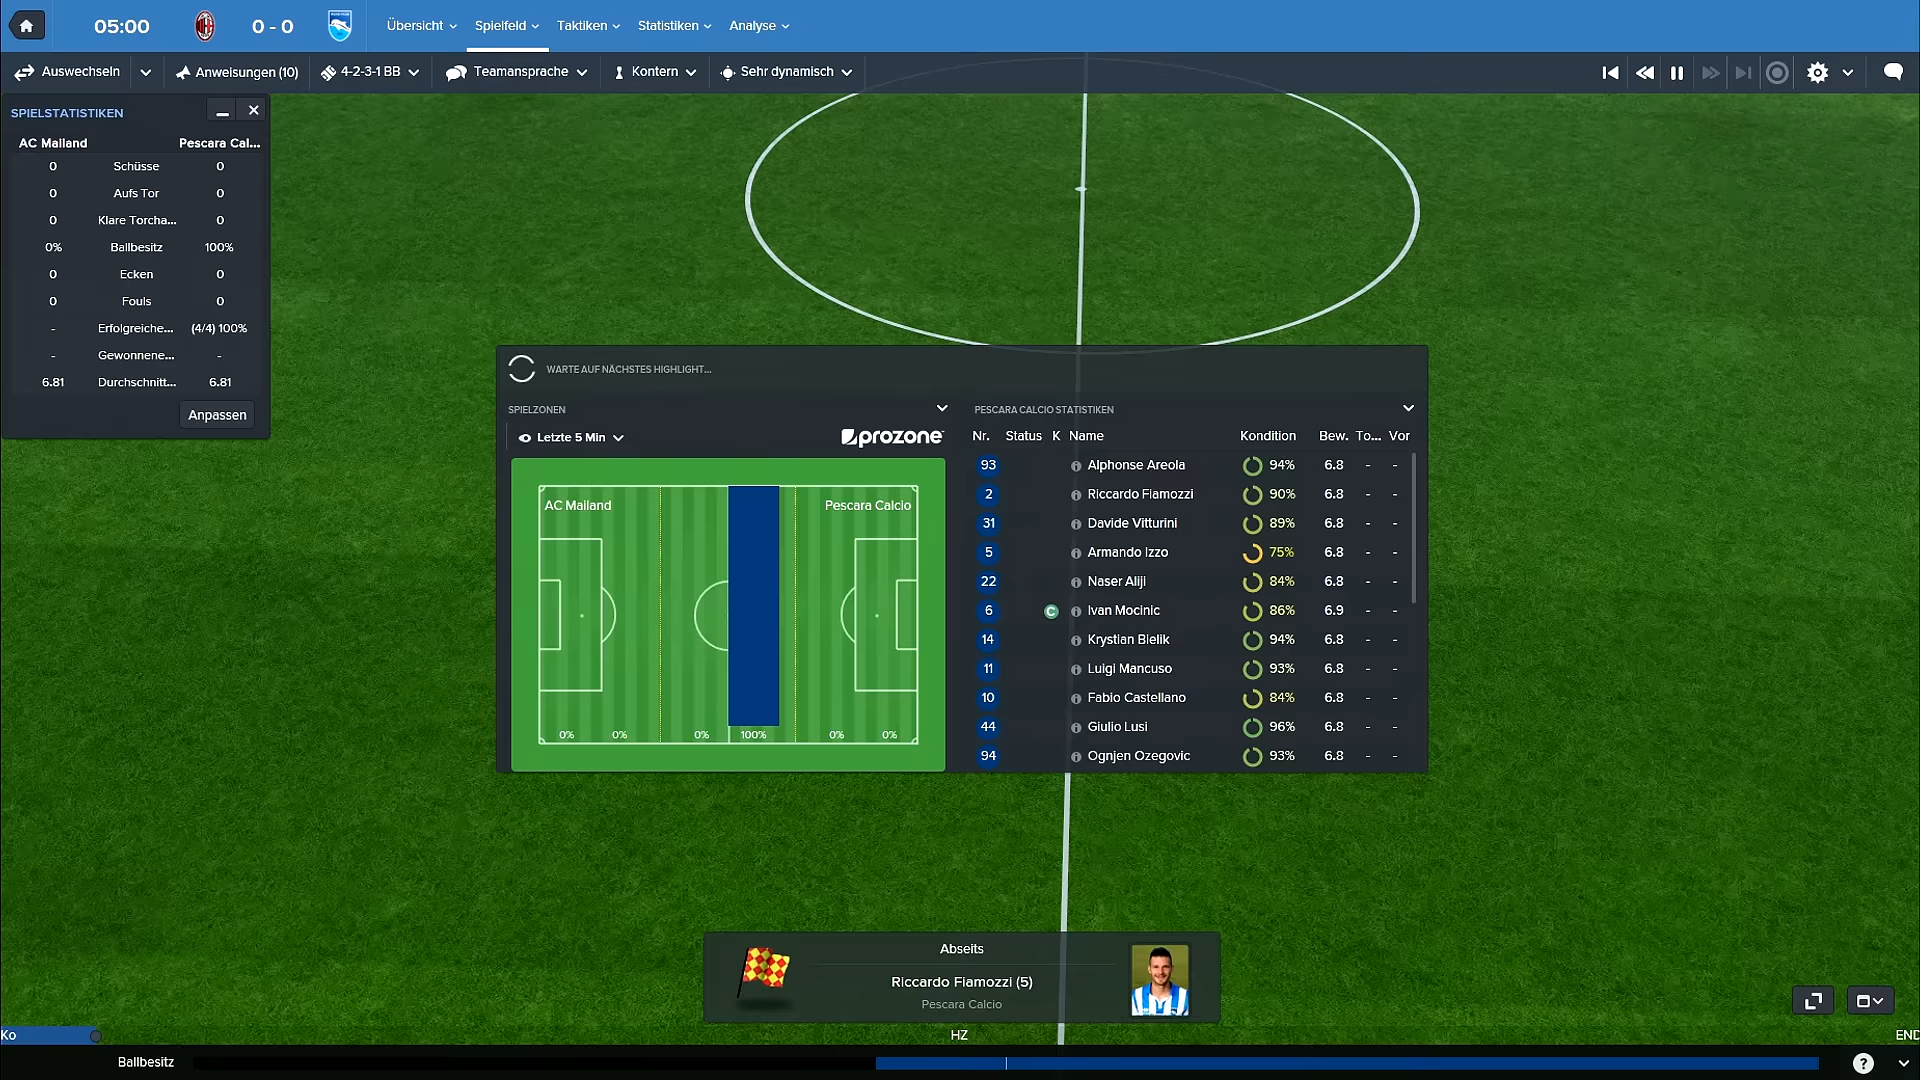 05:00
0 - 0
Übersicht
Spielfeld
Taktiken
Statistiken
Analyse
Auswechseln
Anweisungen (10)
4-2-3-1 BB
Teamansprache
Kontern
Sehr dynamisch
SPIELSTATISTIKEN
AC Mailand Pescara Cal...
0 Schüsse 0
0 Aufs Tor 0
0 Klare Torcha... 0
0% Ballbesitz 100%
0 Ecken 0
0 Fouls 0
- Erfolgreiche... (4/4) 100%
- Gewonnene... -
6.81 Durchschnitt... 6.81
Anpassen
WARTE AUF NÄCHSTES HIGHLIGHT...
SPIELZONEN
Letzte 5 Min
prozone
AC Mailand Pescara Calcio
0% 0% 0% 100% 0% 0%
PESCARA CALCIO STATISTIKEN
Nr. Status K Name Kondition Bew. To... Vor
93 Alphonse Areola 94% 6.8 - -
2 Riccardo Fiamozzi 90% 6.8 - -
31 Davide Vitturini 89% 6.8 - -
5 Armando Izzo 75% 6.8 - -
22 Naser Aliji 84% 6.8 - -
6 C Ivan Mocinic 86% 6.9 - -
14 Krystian Bielik 94% 6.8 - -
11 Luigi Mancuso 93% 6.8 - -
10 Fabio Castellano 84% 6.8 - -
44 Giulio Lusi 96% 6.8 - -
94 Ognjen Ozegovic 93% 6.8 - -
Abseits
Riccardo Fiamozzi (5)
Pescara Calcio
Ko HZ END
Ballbesitz
?